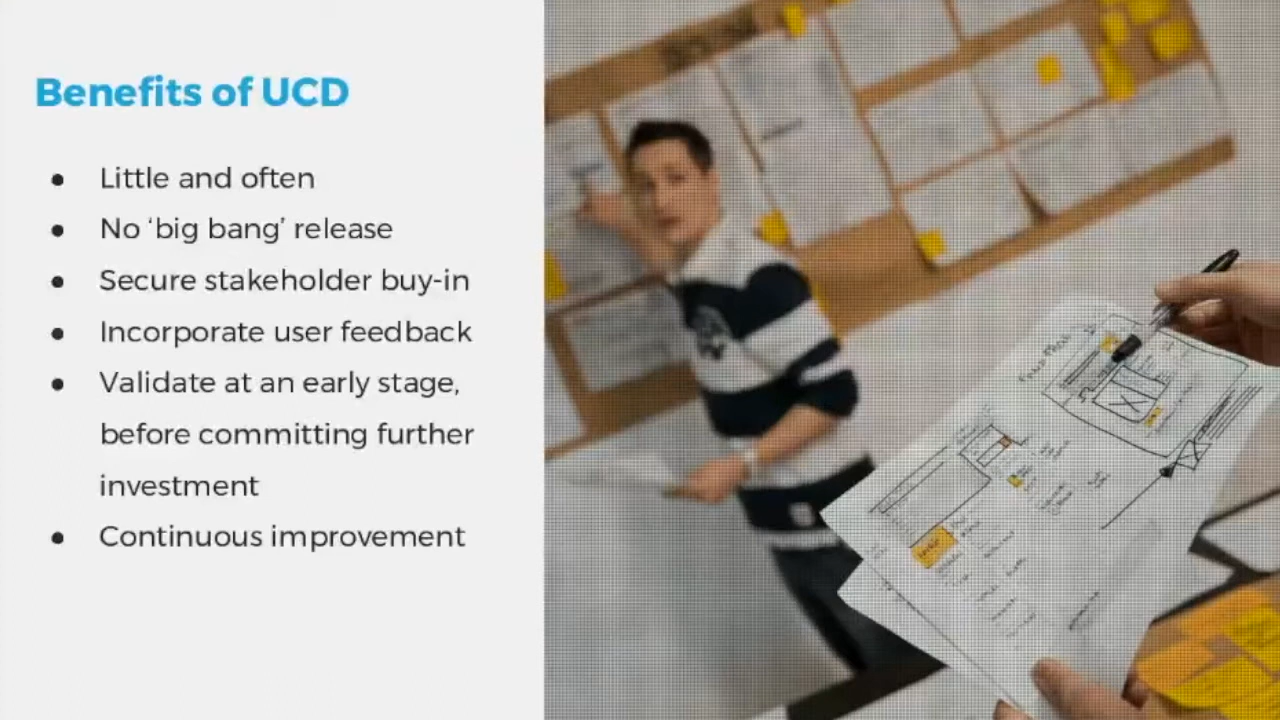 Benefits of UCD
● Little and often
● No ‘big bang’ release
● Secure stakeholder buy-in
● Incorporate user feedback
● Validate at an early stage,
before committing further
investment
● Continuous improvement